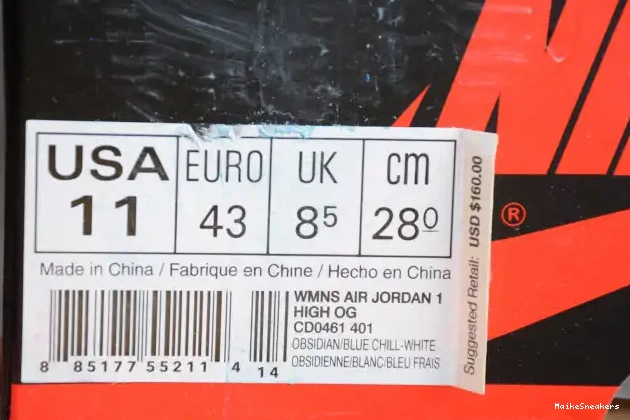 USA EURO UK cm
11 43 8⁵ 28⁰
Made in China / Fabrique en Chine / Hecho en China
WMNS AIR JORDAN 1
HIGH OG
CD0461 401
OBSIDIAN/BLUE CHILL-WHITE
OBSIDIENNE/BLANC/BLEU FRAIS
8 85177 55211 4 14
Suggested Retail: USD $160.00
®
MaikeSneakers